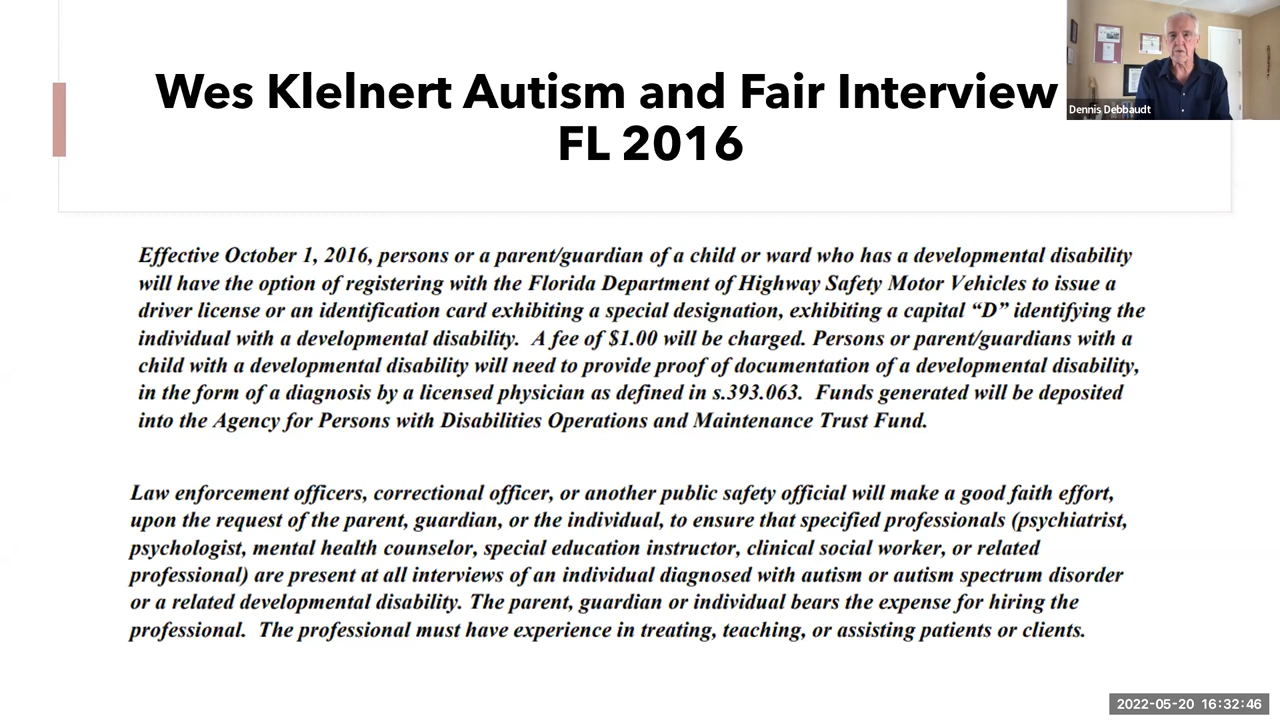 Wes Klelnert Autism and Fair Interview
FL 2016
Dennis Debbaudt
Effective October 1, 2016, persons or a parent/guardian of a child or ward who has a developmental disability
will have the option of registering with the Florida Department of Highway Safety Motor Vehicles to issue a
driver license or an identification card exhibiting a special designation, exhibiting a capital “D” identifying the
individual with a developmental disability.  A fee of $1.00 will be charged. Persons or parent/guardians with a
child with a developmental disability will need to provide proof of documentation of a developmental disability,
in the form of a diagnosis by a licensed physician as defined in s.393.063.  Funds generated will be deposited
into the Agency for Persons with Disabilities Operations and Maintenance Trust Fund.
Law enforcement officers, correctional officer, or another public safety official will make a good faith effort,
upon the request of the parent, guardian, or the individual, to ensure that specified professionals (psychiatrist,
psychologist, mental health counselor, special education instructor, clinical social worker, or related
professional) are present at all interviews of an individual diagnosed with autism or autism spectrum disorder
or a related developmental disability. The parent, guardian or individual bears the expense for hiring the
professional.  The professional must have experience in treating, teaching, or assisting patients or clients.
2022-05-20 16:32:46